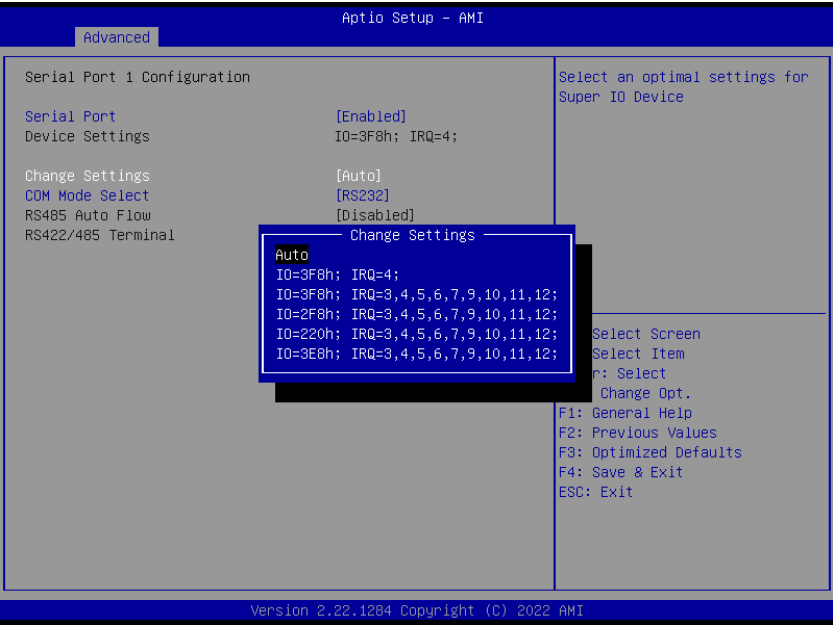 Aptio Setup – AMI
Advanced
Serial Port 1 Configuration
Serial Port [Enabled]
Device Settings IO=3F8h; IRQ=4;
Change Settings [Auto]
COM Mode Select [RS232]
RS485 Auto Flow [Disabled]
RS422/485 Terminal
Change Settings
Auto
IO=3F8h; IRQ=4;
IO=3F8h; IRQ=3,4,5,6,7,9,10,11,12;
IO=2F8h; IRQ=3,4,5,6,7,9,10,11,12;
IO=220h; IRQ=3,4,5,6,7,9,10,11,12;
IO=3E8h; IRQ=3,4,5,6,7,9,10,11,12;
Select an optimal settings for
Super IO Device
Select Screen
Select Item
: Select
Change Opt.
F1: General Help
F2: Previous Values
F3: Optimized Defaults
F4: Save & Exit
ESC: Exit
Version 2.22.1284 Copyright (C) 2022 AMI